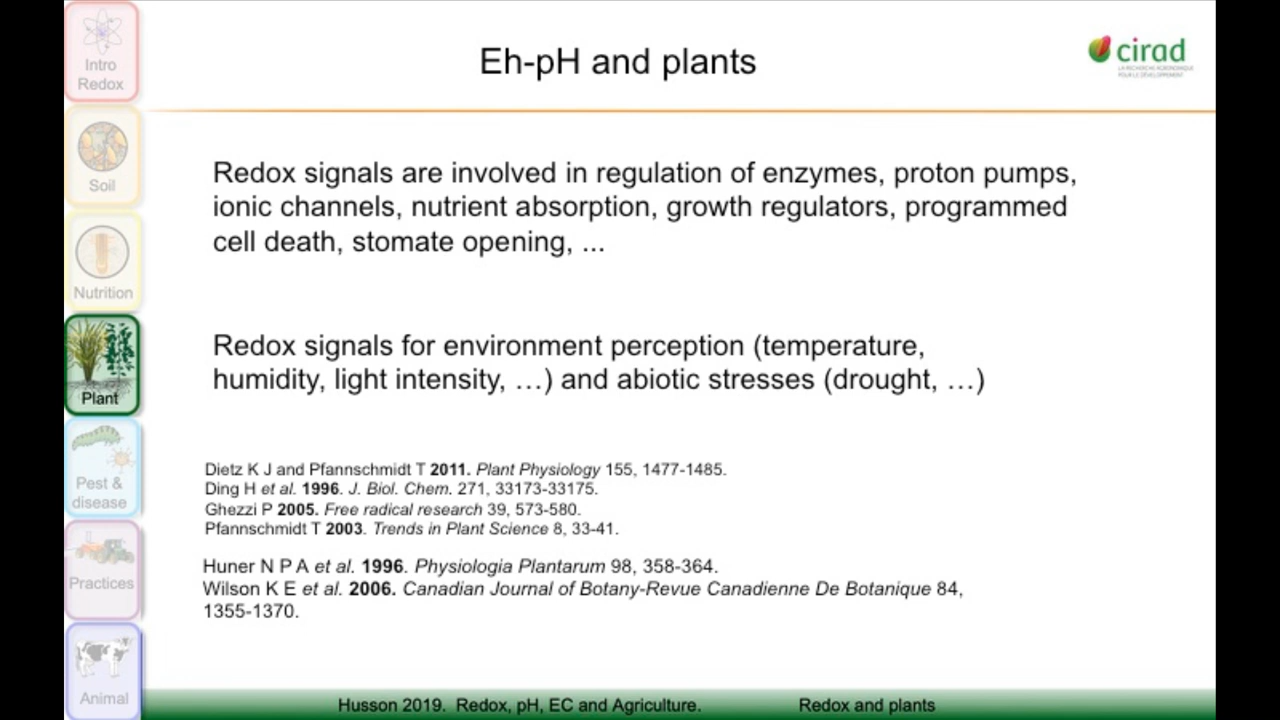 Eh-pH and plants
cirad
LA RECHERCHE AGRONOMIQUE
POUR LE DÉVELOPPEMENT
Intro
Redox
Soil
Nutrition
Plant
Pest &
disease
Practices
Animal
Redox signals are involved in regulation of enzymes, proton pumps,
ionic channels, nutrient absorption, growth regulators, programmed
cell death, stomate opening, ...
Redox signals for environment perception (temperature,
humidity, light intensity, …) and abiotic stresses (drought, …)
Dietz K J and Pfannschmidt T 2011. Plant Physiology 155, 1477-1485.
Ding H et al. 1996. J. Biol. Chem. 271, 33173-33175.
Ghezzi P 2005. Free radical research 39, 573-580.
Pfannschmidt T 2003. Trends in Plant Science 8, 33-41.
Huner N P A et al. 1996. Physiologia Plantarum 98, 358-364.
Wilson K E et al. 2006. Canadian Journal of Botany-Revue Canadienne De Botanique 84,
1355-1370.
Husson 2019. Redox, pH, EC and Agriculture. Redox and plants